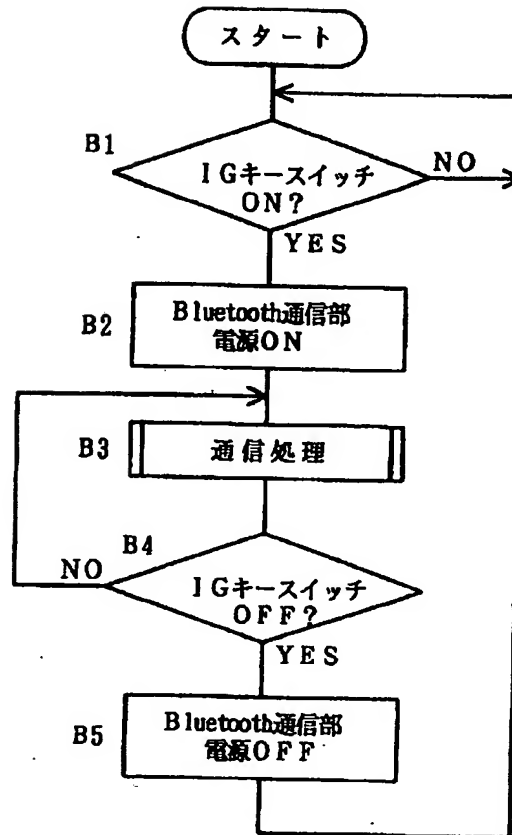 スタート
B1
IGキースイッチ
ON?
NO
YES
B2
Bluetooth通信部
電源ON
B3
通信処理
B4
NO
IGキースイッチ
OFF?
YES
B5
Bluetooth通信部
電源OFF